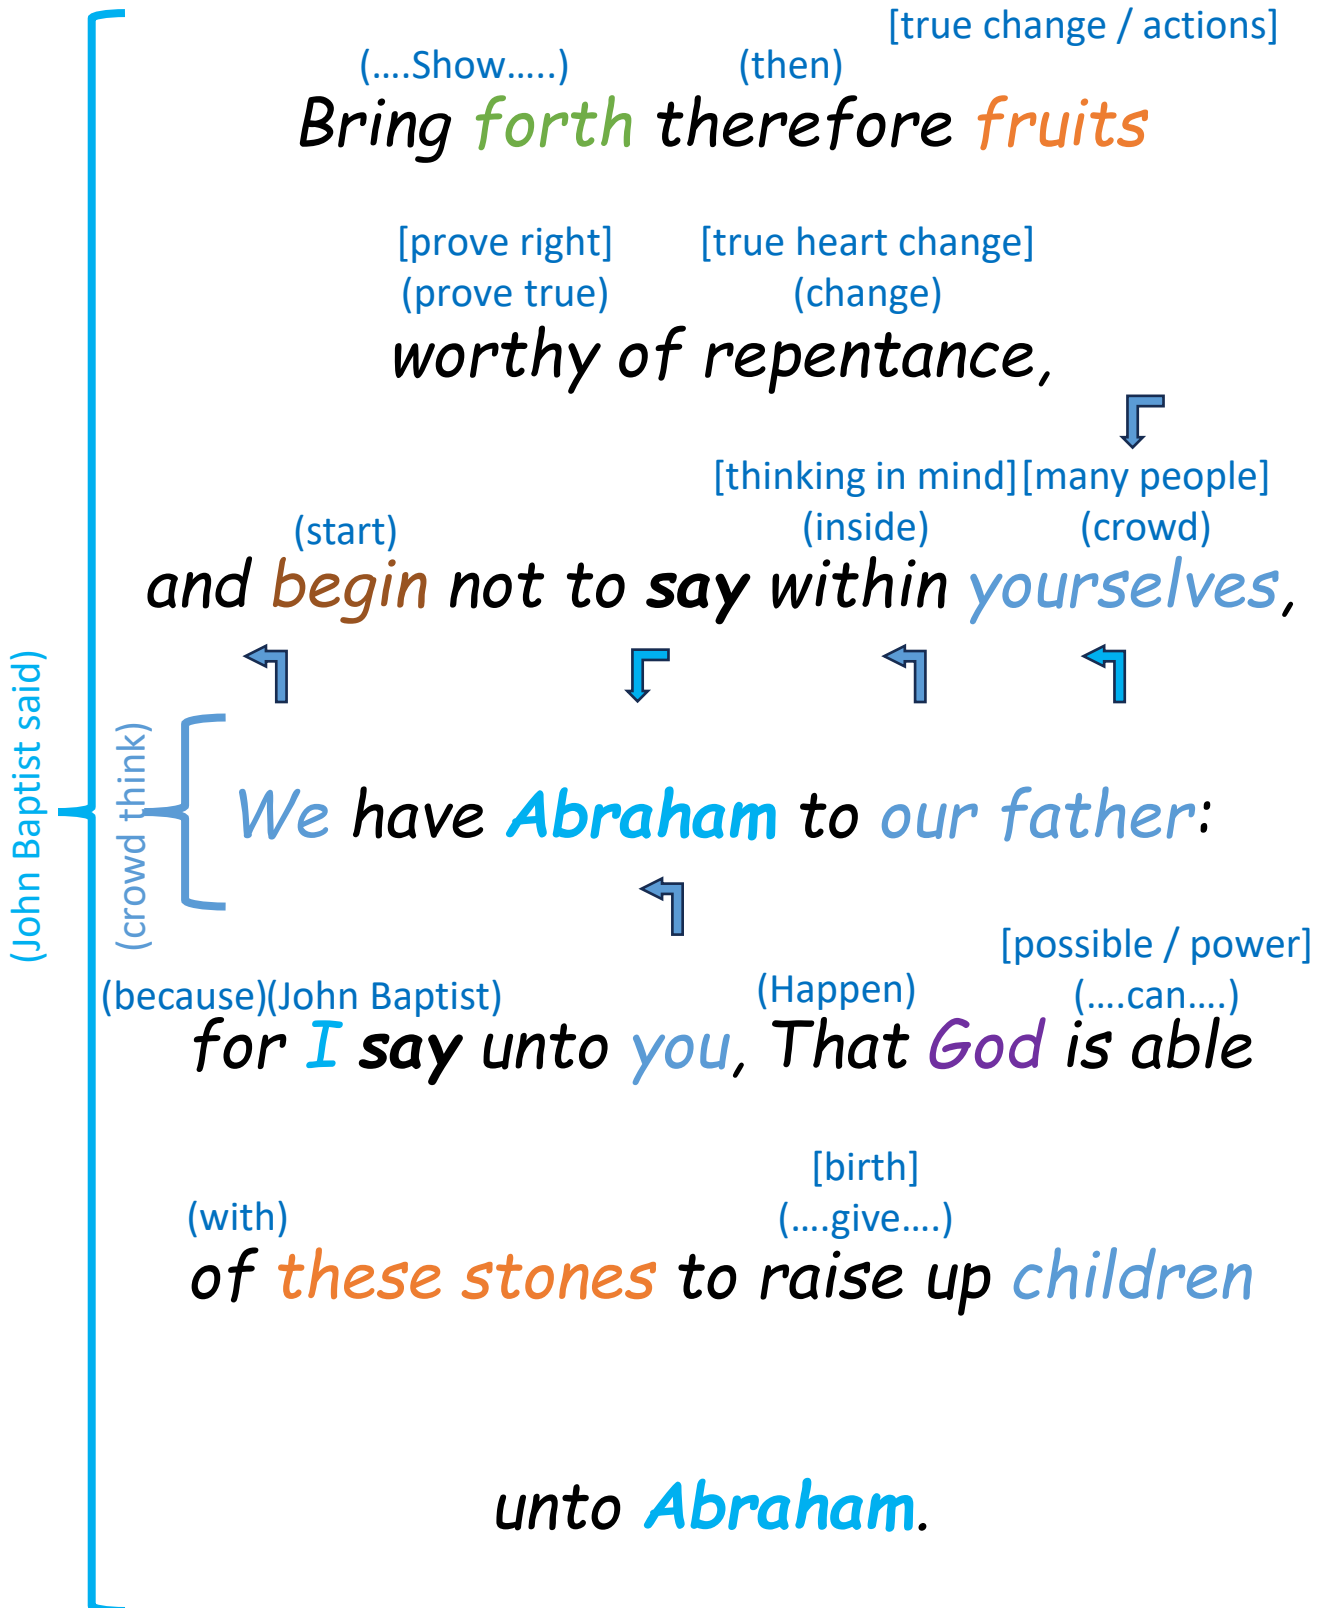 [true change / actions]
(....Show.....) (then)
Bring forth therefore fruits
[prove right] [true heart change]
(prove true) (change)
worthy of repentance,
[thinking in mind] [many people]
(start) (inside) (crowd)
and begin not to say within yourselves,
(John Baptist said)
(crowd think)
We have Abraham to our father:
[possible / power]
(because) (John Baptist) (Happen) (....can....)
for I say unto you, That God is able
[birth]
(with) (....give....)
of these stones to raise up children
unto Abraham.